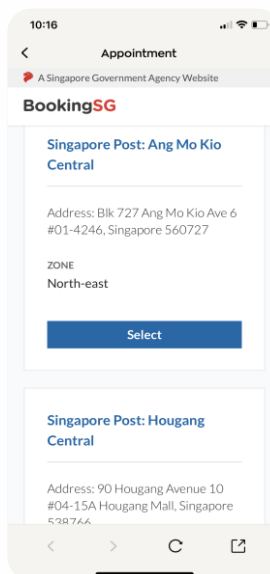 10:16
Appointment
A Singapore Government Agency Website
BookingSG
Singapore Post: Ang Mo Kio
Central
Address: Blk 727 Ang Mo Kio Ave 6
#01-4246, Singapore 560727
ZONE
North-east
Select
Singapore Post: Hougang
Central
Address: 90 Hougang Avenue 10
#04-15A Hougang Mall, Singapore
538766